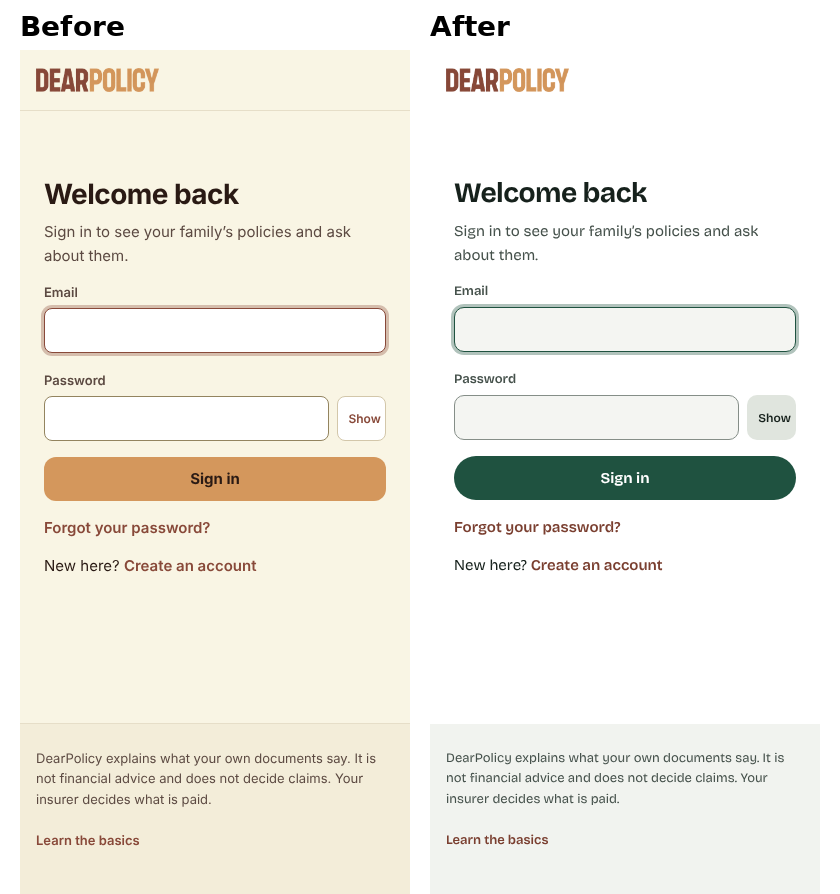 Before
DEARPOLICY
Welcome back
Sign in to see your family’s policies and ask
about them.
Email
Password
Show
Sign in
Forgot your password?
New here? Create an account
DearPolicy explains what your own documents say. It is
not financial advice and does not decide claims. Your
insurer decides what is paid.
Learn the basics
After
DEARPOLICY
Welcome back
Sign in to see your family’s policies and ask
about them.
Email
Password
Show
Sign in
Forgot your password?
New here? Create an account
DearPolicy explains what your own documents say. It is
not financial advice and does not decide claims. Your
insurer decides what is paid.
Learn the basics